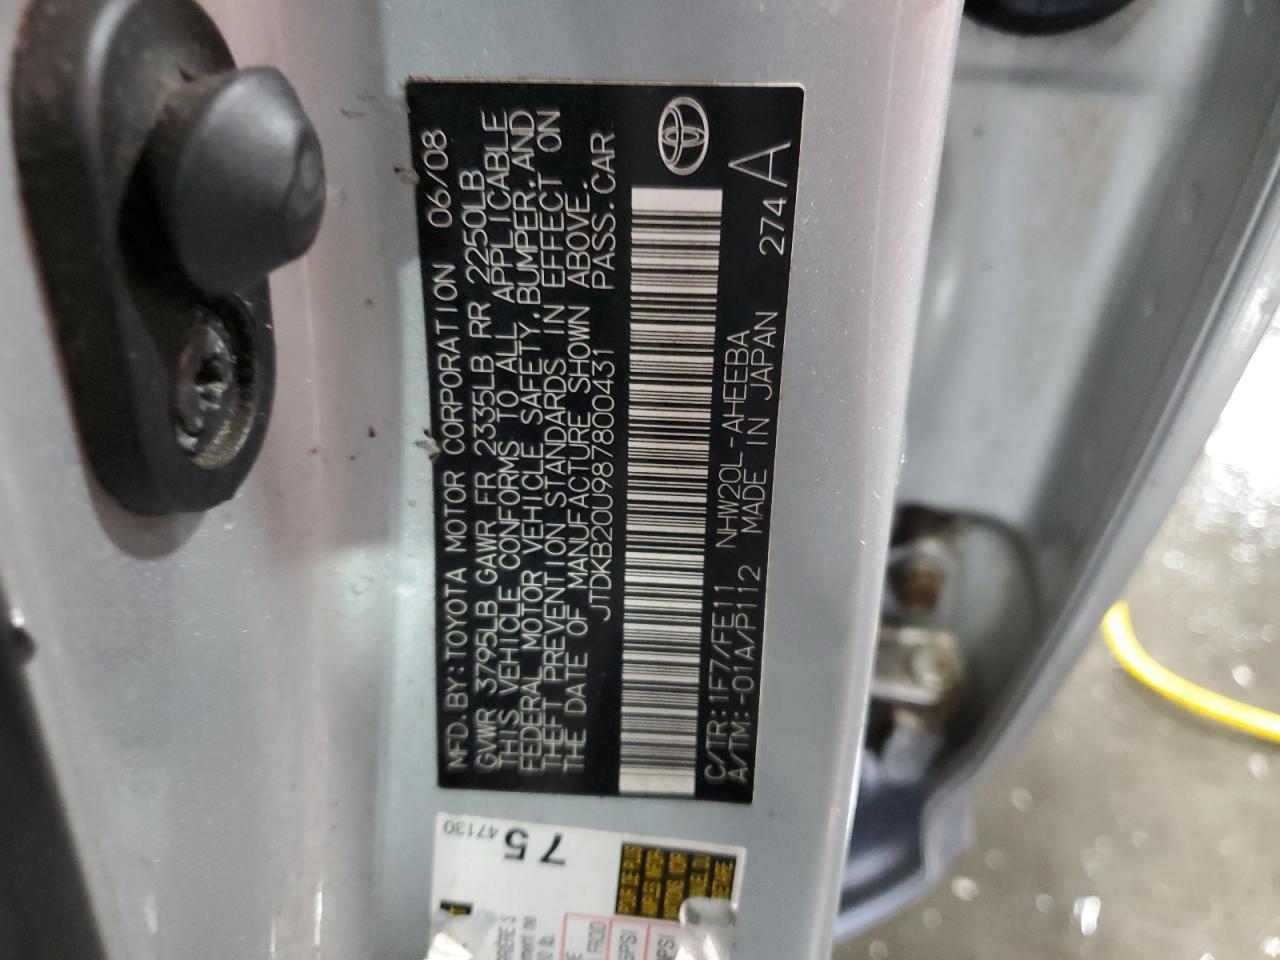 MFD. BY: TOYOTA MOTOR CORPORATION 06/08
GVWR 3795LB GAWR FR 2335LB RR 2250LB
THIS VEHICLE CONFORMS TO ALL APPLICABLE
FEDERAL MOTOR VEHICLE SAFETY, BUMPER, AND
THEFT PREVENTION STANDARDS IN EFFECT ON
THE DATE OF MANUFACTURE SHOWN ABOVE.
JTDKB20U987800431 PASS. CAR
C/TR: 1F7/FE11 NHW20L-AHEEBA
A/TM: -01A/P112 MADE IN JAPAN 274 A
75
47130